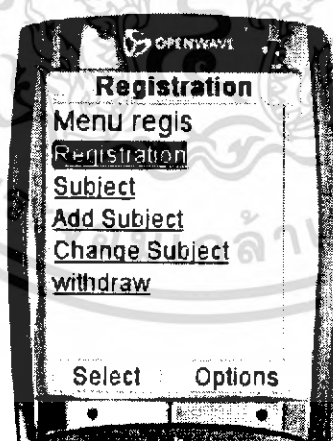 OPENWAVE
Registration
Menu regis
Registration
Subject
Add Subject
Change Subject
withdraw
Select Options